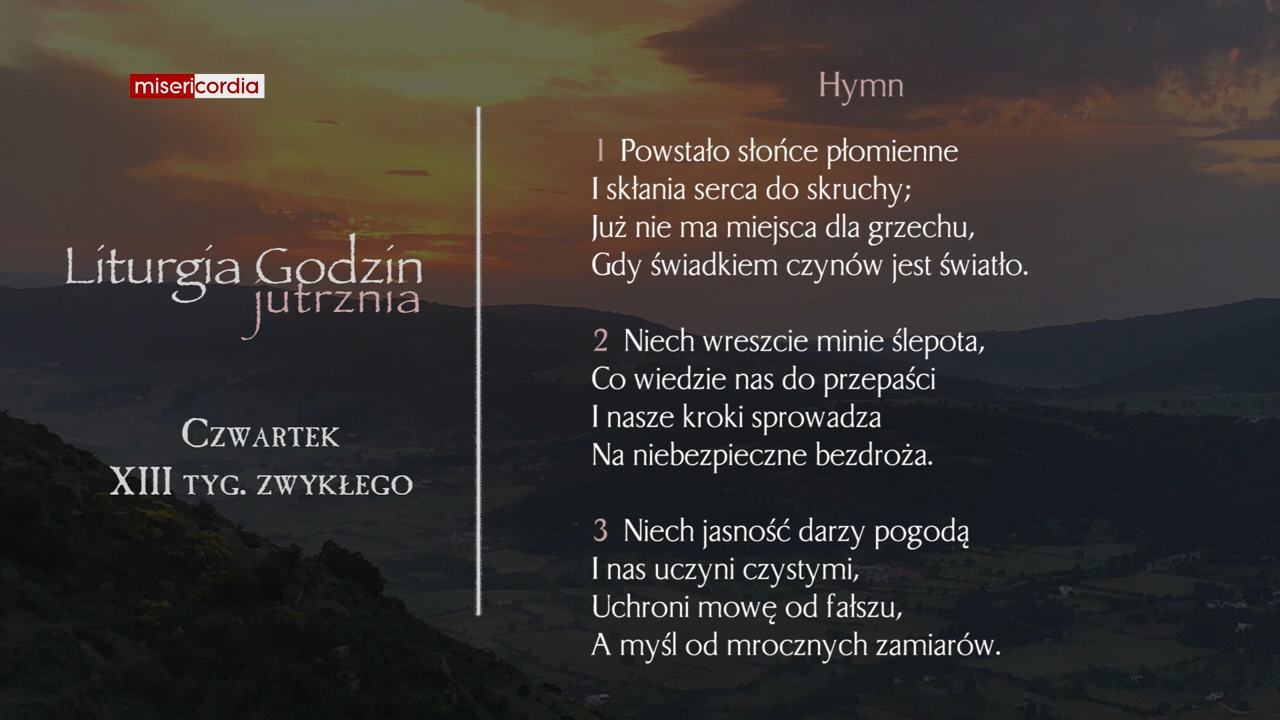 misericordia
Liturgia Godzin
jutrznia
Czwartek
XIII tyg. zwykłego
Hymn
1 Powstało słońce płomienne
I skłania serca do skruchy;
Już nie ma miejsca dla grzechu,
Gdy świadkiem czynów jest światło.
2 Niech wreszcie minie ślepota,
Co wiedzie nas do przepaści
I nasze kroki sprowadza
Na niebezpieczne bezdroża.
3 Niech jasność darzy pogodą
I nas uczyni czystymi,
Uchroni mowę od fałszu,
A myśl od mrocznych zamiarów.